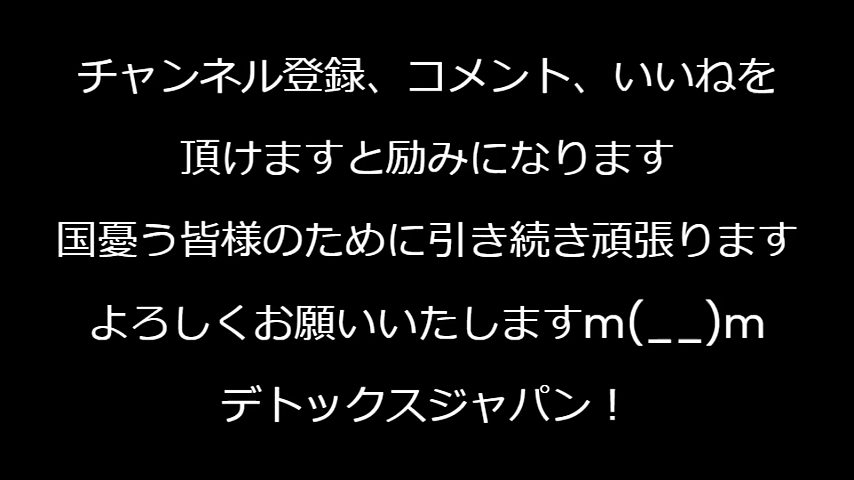 チャンネル登録、コメント、いいねを
頂けますと励みになります
国憂う皆様のために引き続き頑張ります
よろしくお願いいたしますm(__)m
デトックスジャパン！